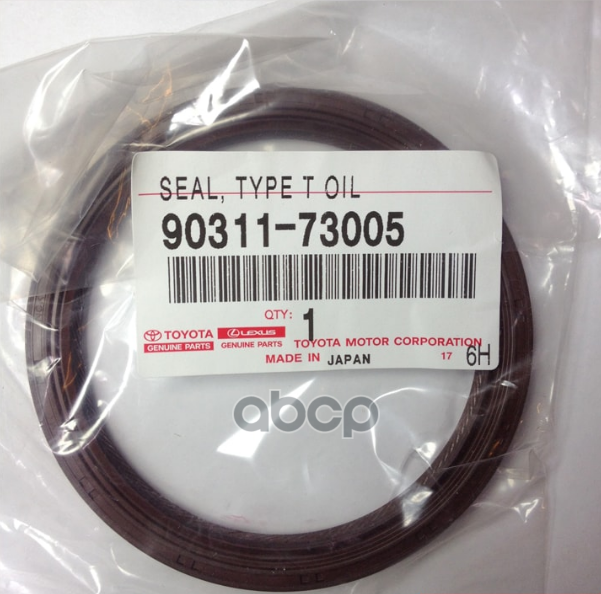 SEAL, TYPE T OIL
90311-73005
QTY: 1
TOYOTA LEXUS
GENUINE PARTS GENUINE PARTS
TOYOTA MOTOR CORPORATION
MADE IN JAPAN 17 6H
abcp